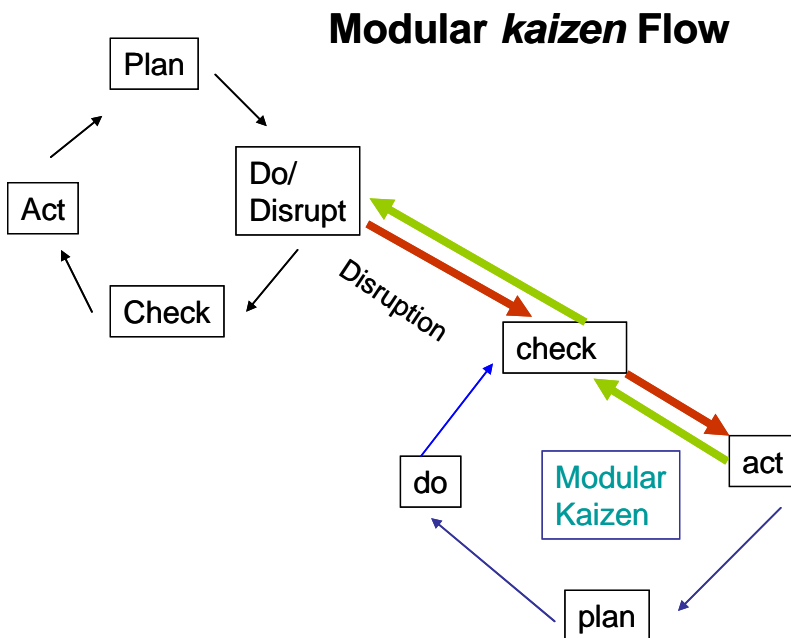 Modular kaizen Flow
Plan
Do/
Disrupt
Act
Check
Disruption
check
act
do
Modular
Kaizen
plan